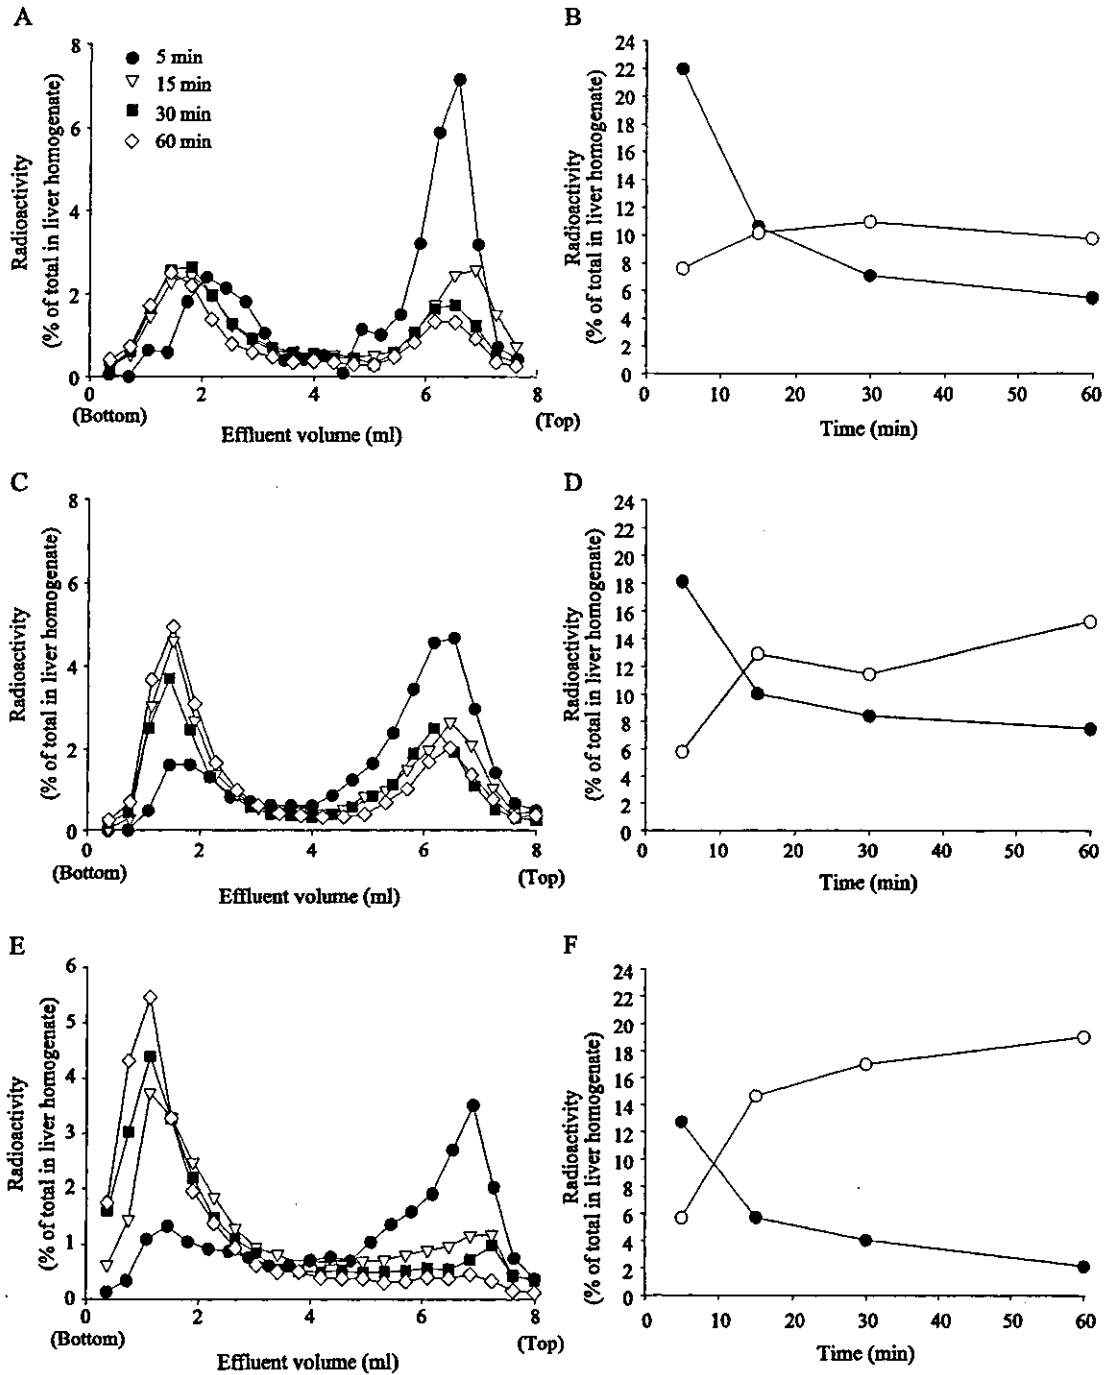 A
B
Radioactivity
(% of total in liver homogenate)
8
6
4
2
0
5 min
15 min
30 min
60 min
0
2
4
6
8
(Bottom)
(Top)
Effluent volume (ml)
Radioactivity
(% of total in liver homogenate)
24
22
20
18
16
14
12
10
8
6
4
2
0
0
10
20
30
40
50
60
Time (min)
C
D
Radioactivity
(% of total in liver homogenate)
8
6
4
2
0
0
2
4
6
8
(Bottom)
(Top)
Effluent volume (ml)
Radioactivity
(% of total in liver homogenate)
24
22
20
18
16
14
12
10
8
6
4
2
0
0
10
20
30
40
50
60
Time (min)
E
F
Radioactivity
(% of total in liver homogenate)
6
5
4
3
2
1
0
0
2
4
6
8
(Bottom)
(Top)
Effluent volume (ml)
Radioactivity
(% of total in liver homogenate)
24
22
20
18
16
14
12
10
8
6
4
2
0
0
10
20
30
40
50
60
Time (min)